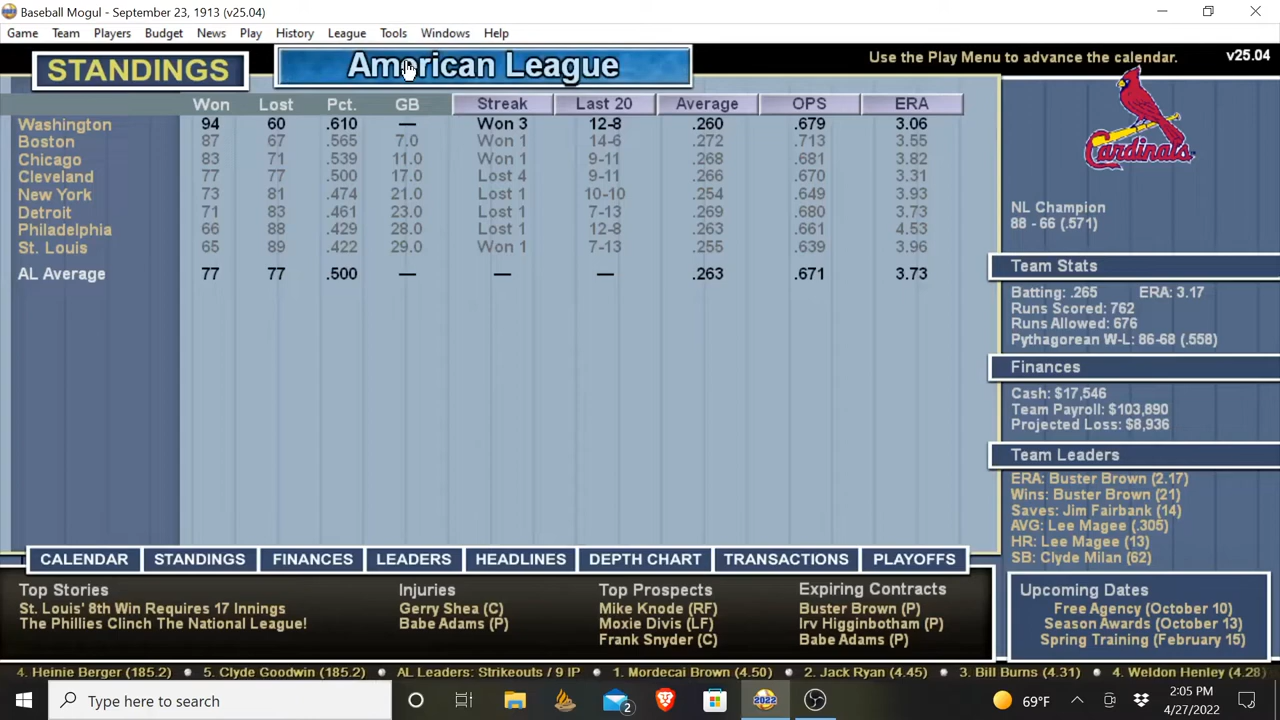 Baseball Mogul - September 23, 1913 (v25.04)
Game Team Players Budget News Play History League Tools Windows Help
STANDINGS
American League
Use the Play Menu to advance the calendar.
v25.04
Won Lost Pct. GB Streak Last 20 Average OPS ERA
Washington 94 60 .610 — Won 3 12-8 .260 .679 3.06
Boston 87 67 .565 7.0 Won 1 14-6 .272 .713 3.55
Chicago 83 71 .539 11.0 Won 1 9-11 .268 .681 3.82
Cleveland 77 77 .500 17.0 Lost 4 9-11 .266 .670 3.31
New York 73 81 .474 21.0 Lost 1 10-10 .254 .649 3.93
Detroit 71 83 .461 23.0 Lost 1 7-13 .269 .680 3.73
Philadelphia 66 88 .429 28.0 Lost 1 12-8 .263 .661 4.53
St. Louis 65 89 .422 29.0 Won 1 7-13 .255 .639 3.96
AL Average 77 77 .500 — — — .263 .671 3.73
Cardinals
NL Champion
88 - 66 (.571)
Team Stats
Batting: .265 ERA: 3.17
Runs Scored: 762
Runs Allowed: 676
Pythagorean W-L: 86-68 (.558)
Finances
Cash: $17,546
Team Payroll: $103,890
Projected Loss: $8,936
Team Leaders
ERA: Buster Brown (2.17)
Wins: Buster Brown (21)
Saves: Jim Fairbank (14)
AVG: Lee Magee (.305)
HR: Lee Magee (13)
SB: Clyde Milan (62)
CALENDAR STANDINGS FINANCES LEADERS HEADLINES DEPTH CHART TRANSACTIONS PLAYOFFS
Top Stories
St. Louis' 8th Win Requires 17 Innings
The Phillies Clinch The National League!
Injuries
Gerry Shea (C)
Babe Adams (P)
Top Prospects
Mike Knode (RF)
Moxie Divis (LF)
Frank Snyder (C)
Expiring Contracts
Buster Brown (P)
Irv Higginbotham (P)
Babe Adams (P)
Upcoming Dates
Free Agency (October 10)
Season Awards (October 13)
Spring Training (February 15)
4. Heinie Berger (185.2) 5. Clyde Goodwin (185.2) AL Leaders: Strikeouts / 9 IP 1. Mordecai Brown (4.50) 2. Jack Ryan (4.45) 3. Bill Burns (4.31) 4. Weldon Henley (4.28)
Type here to search
2
2022
69°F
2:05 PM
4/27/2022